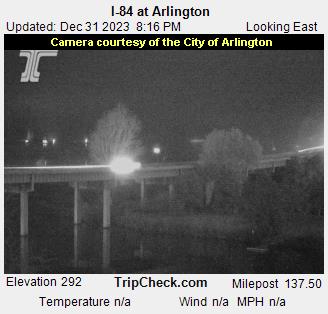 I-84 at Arlington
Updated: Dec 31 2023 8:16 PM Looking East
Camera courtesy of the City of Arlington
Elevation 292 TripCheck.com Milepost 137.50
Temperature n/a Wind n/a MPH n/a